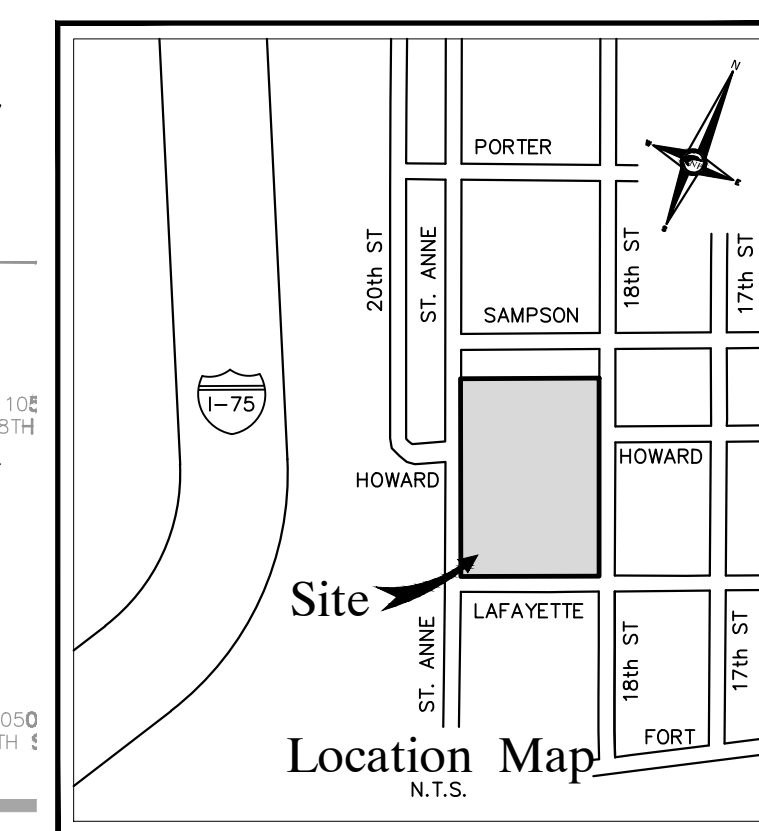 N
PORTER
20th ST
ST. ANNE
18th ST
17th ST
SAMPSON
I-75
HOWARD
HOWARD
Site
LAFAYETTE
ST. ANNE
18th ST
17th ST
FORT
Location Map
N.T.S.